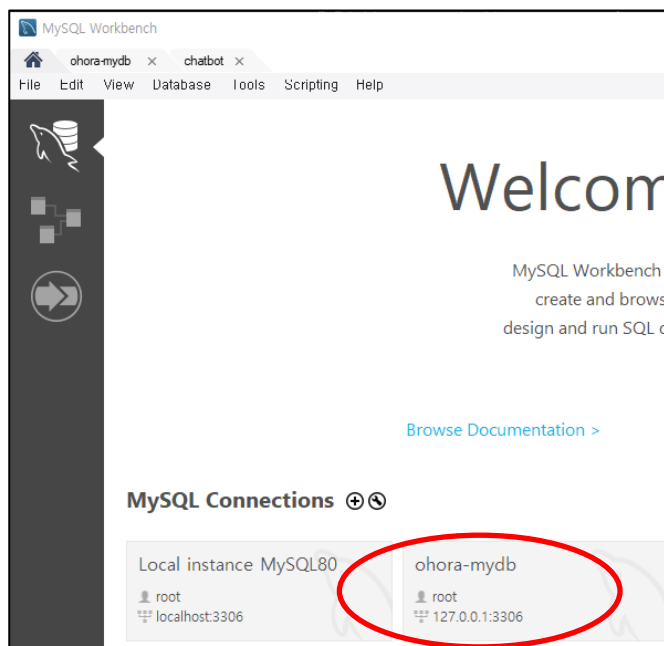 MySQL Workbench
ohora-mydb × chatbot ×
File Edit View Database Tools Scripting Help
Welcom
MySQL Workbench
create and brows
design and run SQL
Browse Documentation >
MySQL Connections
Local instance MySQL80
root
localhost:3306
ohora-mydb
root
127.0.0.1:3306